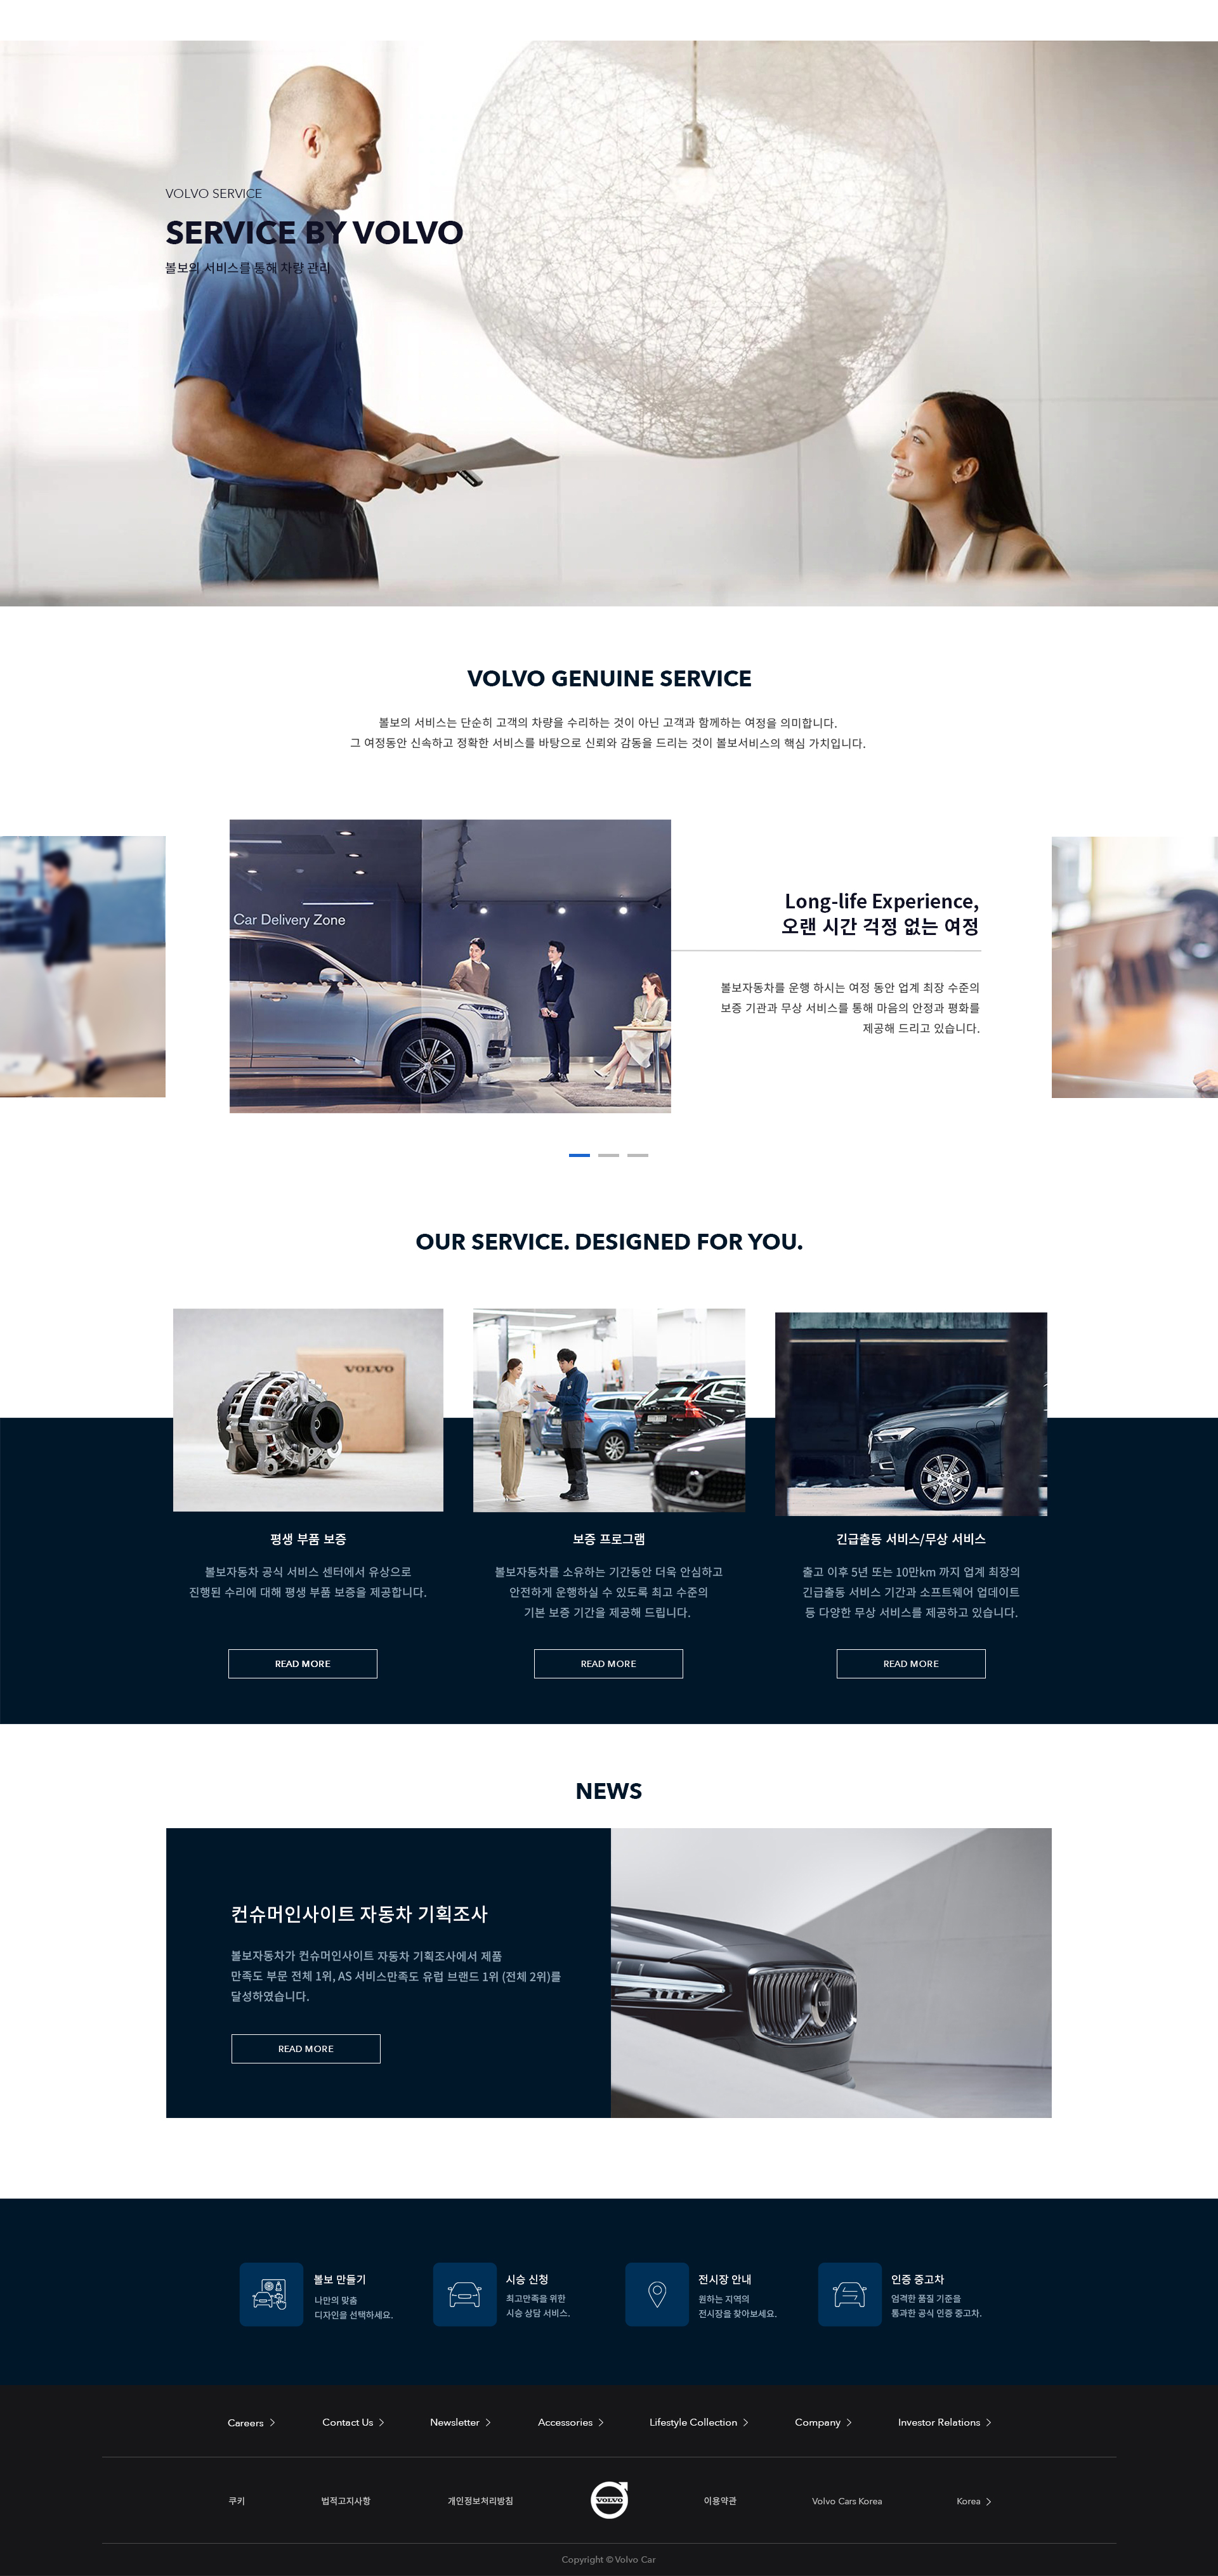 VOLVO SERVICE
SERVICE BY VOLVO
볼보의 서비스를 통해 차량 관리
VOLVO GENUINE SERVICE
볼보의 서비스는 단순히 고객의 차량을 수리하는 것이 아닌 고객과 함께하는 여정을 의미합니다.
그 여정동안 신속하고 정확한 서비스를 바탕으로 신뢰와 감동을 드리는 것이 볼보서비스의 핵심 가치입니다.
Car Delivery Zone
Long-life Experience,
오랜 시간 걱정 없는 여정
볼보자동차를 운행 하시는 여정 동안 업계 최장 수준의
보증 기관과 무상 서비스를 통해 마음의 안정과 평화를
제공해 드리고 있습니다.
OUR SERVICE. DESIGNED FOR YOU.
VOLVO
평생 부품 보증
볼보자동차 공식 서비스 센터에서 유상으로
진행된 수리에 대해 평생 부품 보증을 제공합니다.
READ MORE
보증 프로그램
볼보자동차를 소유하는 기간동안 더욱 안심하고
안전하게 운행하실 수 있도록 최고 수준의
기본 보증 기간을 제공해 드립니다.
READ MORE
긴급출동 서비스/무상 서비스
출고 이후 5년 또는 10만km 까지 업계 최장의
긴급출동 서비스 기간과 소프트웨어 업데이트
등 다양한 무상 서비스를 제공하고 있습니다.
READ MORE
NEWS
컨슈머인사이트 자동차 기획조사
볼보자동차가 컨슈머인사이트 자동차 기획조사에서 제품
만족도 부문 전체 1위, AS 서비스만족도 유럽 브랜드 1위 (전체 2위)를
달성하였습니다.
READ MORE
볼보 만들기
나만의 맞춤
디자인을 선택하세요.
시승 신청
최고만족을 위한
시승 상담 서비스.
전시장 안내
원하는 지역의
전시장을 찾아보세요.
인증 중고차
엄격한 품질 기준을
통과한 공식 인증 중고차.
Careers
Contact Us
Newsletter
Accessories
Lifestyle Collection
Company
Investor Relations
쿠키
법적고지사항
개인정보처리방침
VOLVO
이용약관
Volvo Cars Korea
Korea
Copyright © Volvo Car